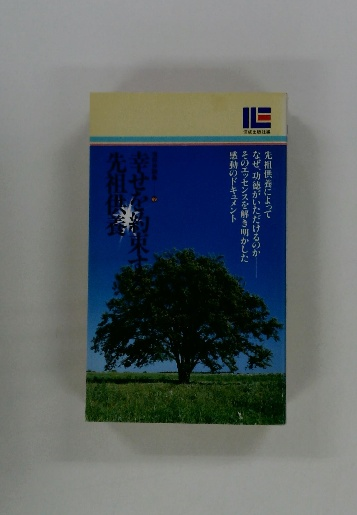 先祖供養によって
なぜ、功徳がいただけるのか——
そのエッセンスを解き明かした
感動のドキュメント
幸せを約束す
先祖供養